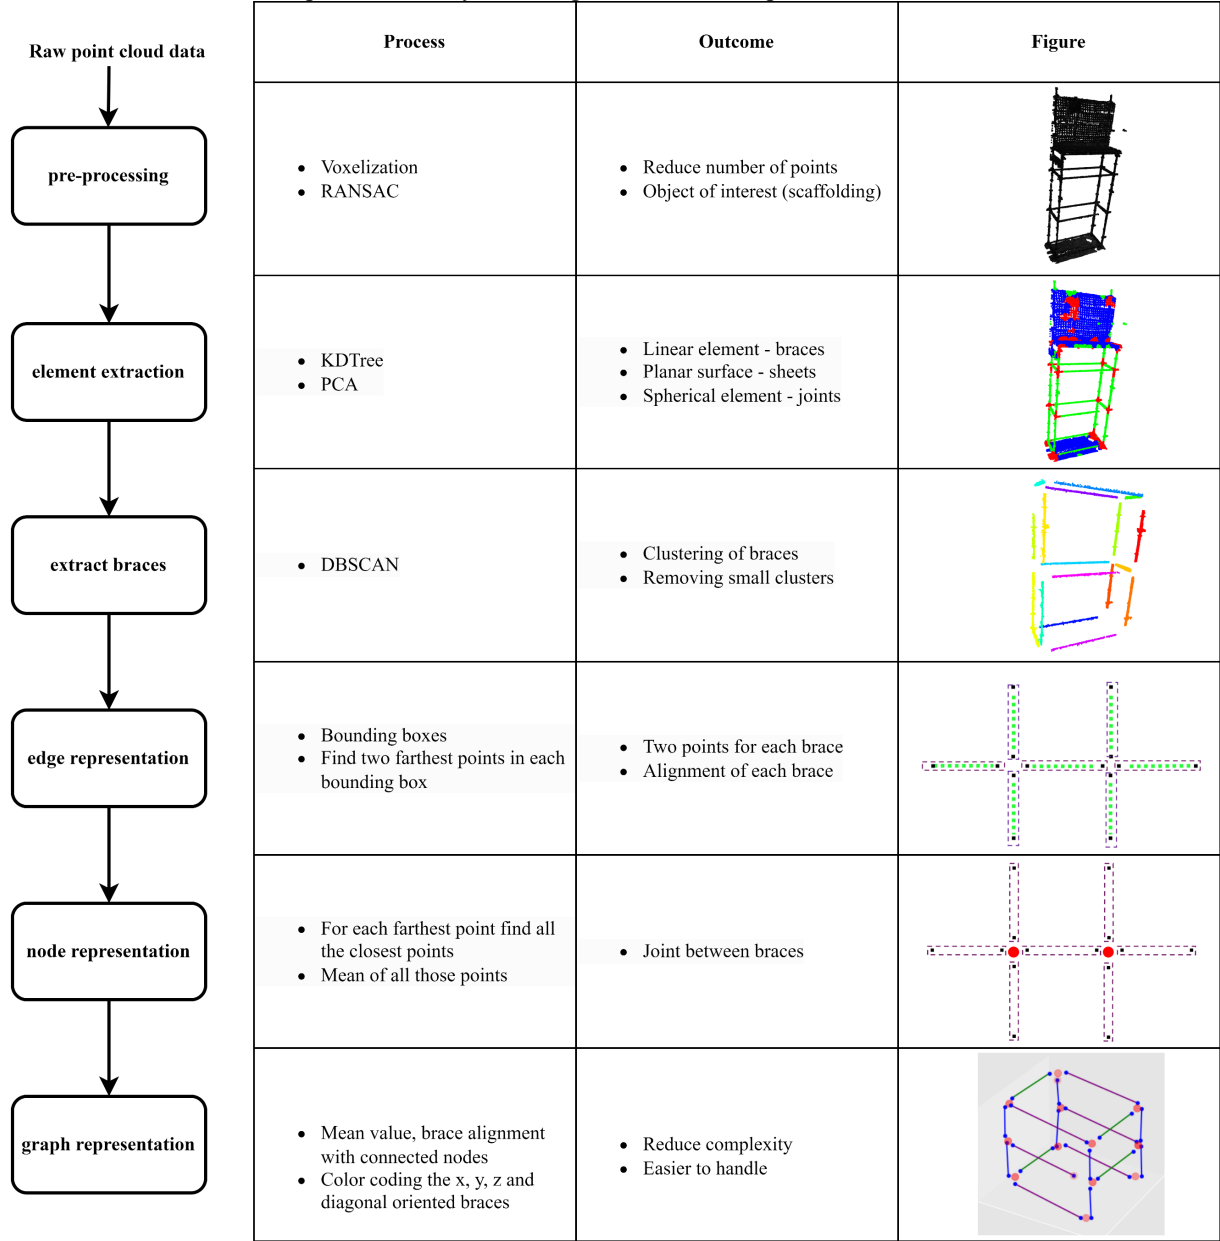 Process
Outcome
Figure
Raw point cloud data
pre-processing
• Voxelization
• RANSAC
• Reduce number of points
• Object of interest (scaffolding)
element extraction
• KDTree
• PCA
• Linear element - braces
• Planar surface - sheets
• Spherical element - joints
extract braces
• DBSCAN
• Clustering of braces
• Removing small clusters
edge representation
• Bounding boxes
• Find two farthest points in each
bounding box
• Two points for each brace
• Alignment of each brace
node representation
• For each farthest point find all
the closest points
• Mean of all those points
• Joint between braces
graph representation
• Mean value, brace alignment
with connected nodes
• Color coding the x, y, z and
diagonal oriented braces
• Reduce complexity
• Easier to handle